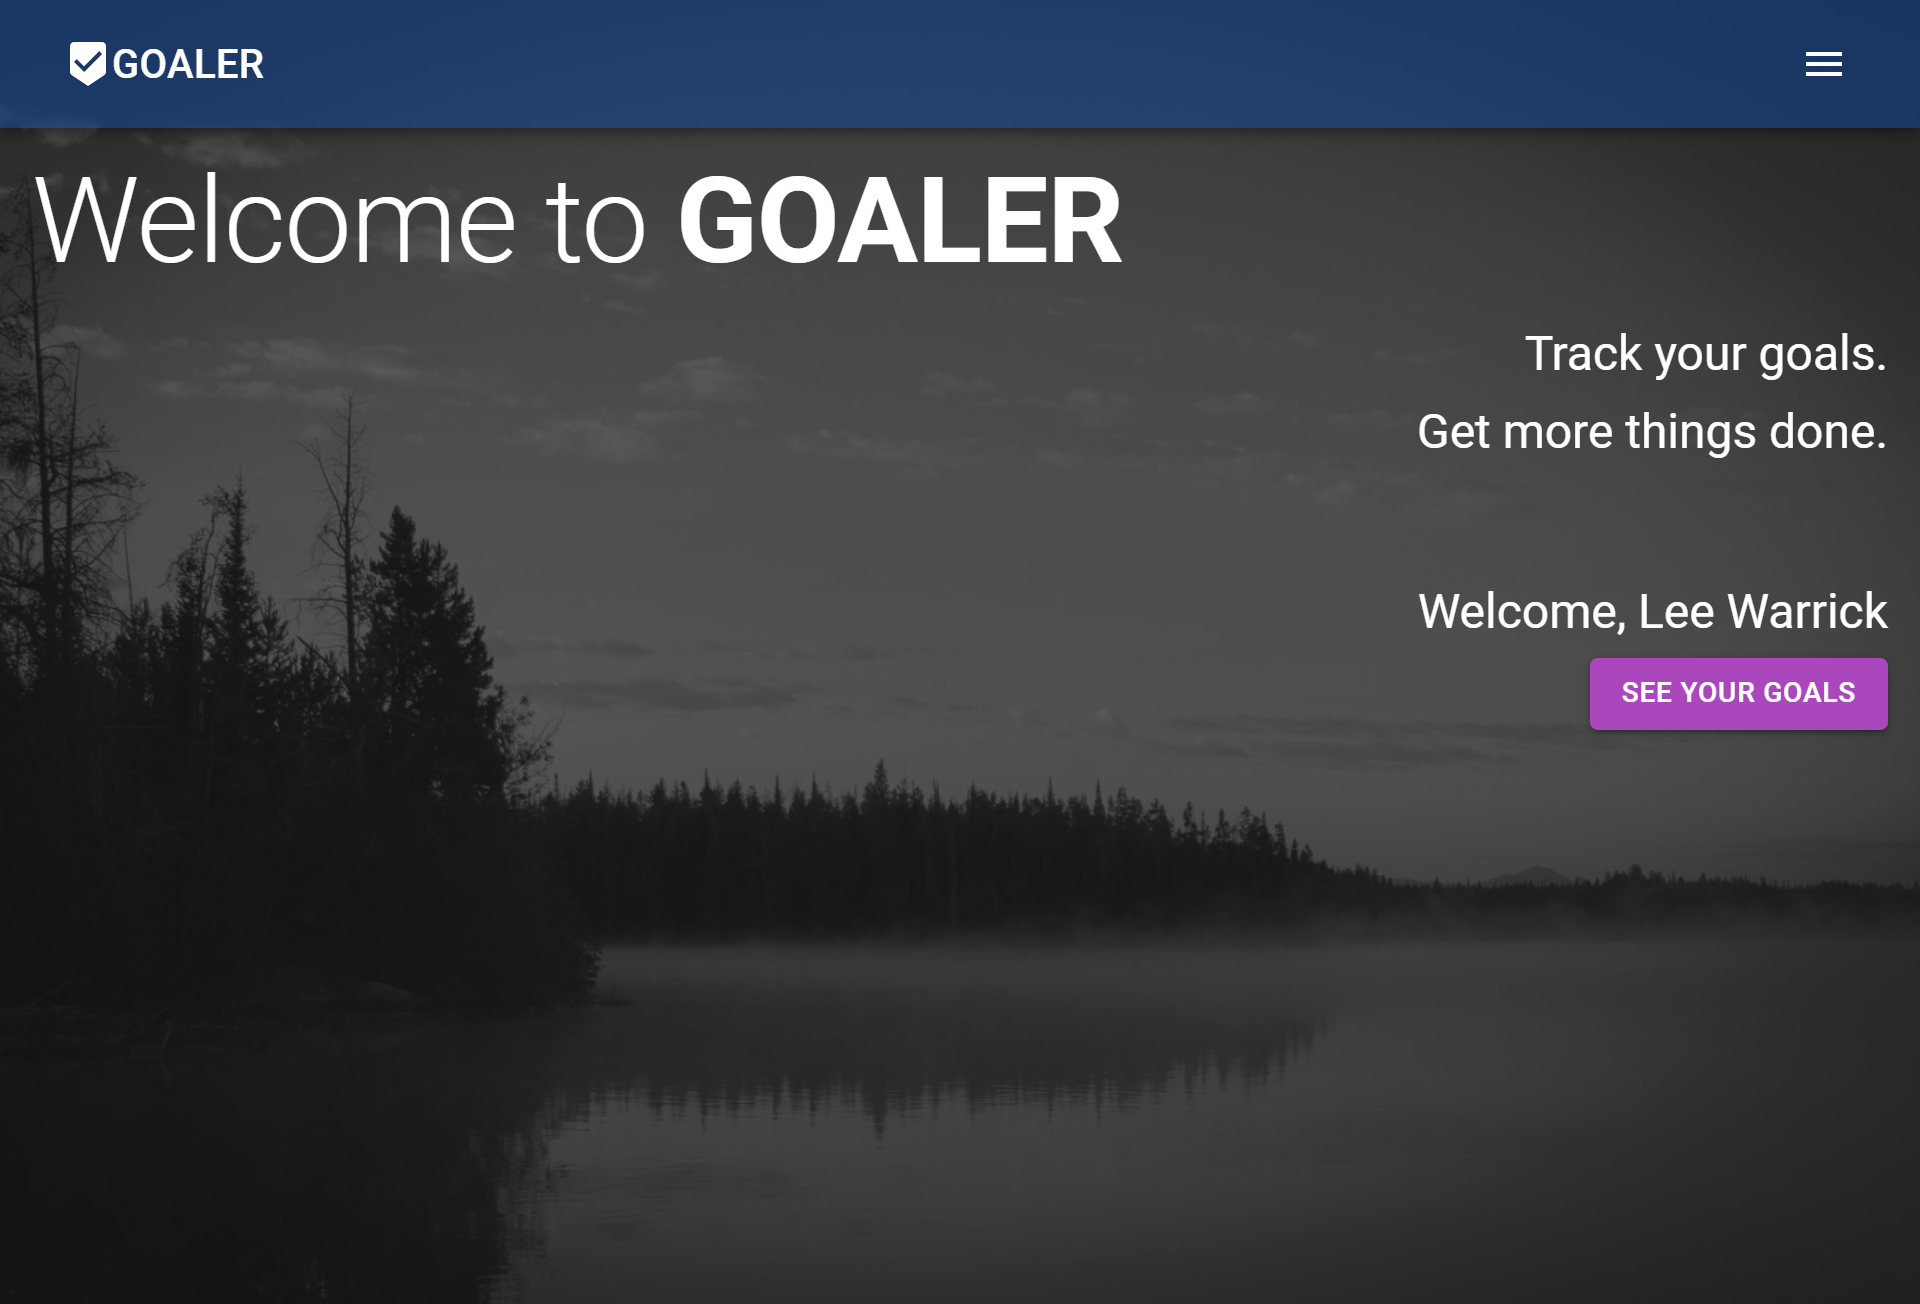 GOALER
Welcome to GOALER
Track your goals.
Get more things done.
Welcome, Lee Warrick
SEE YOUR GOALS